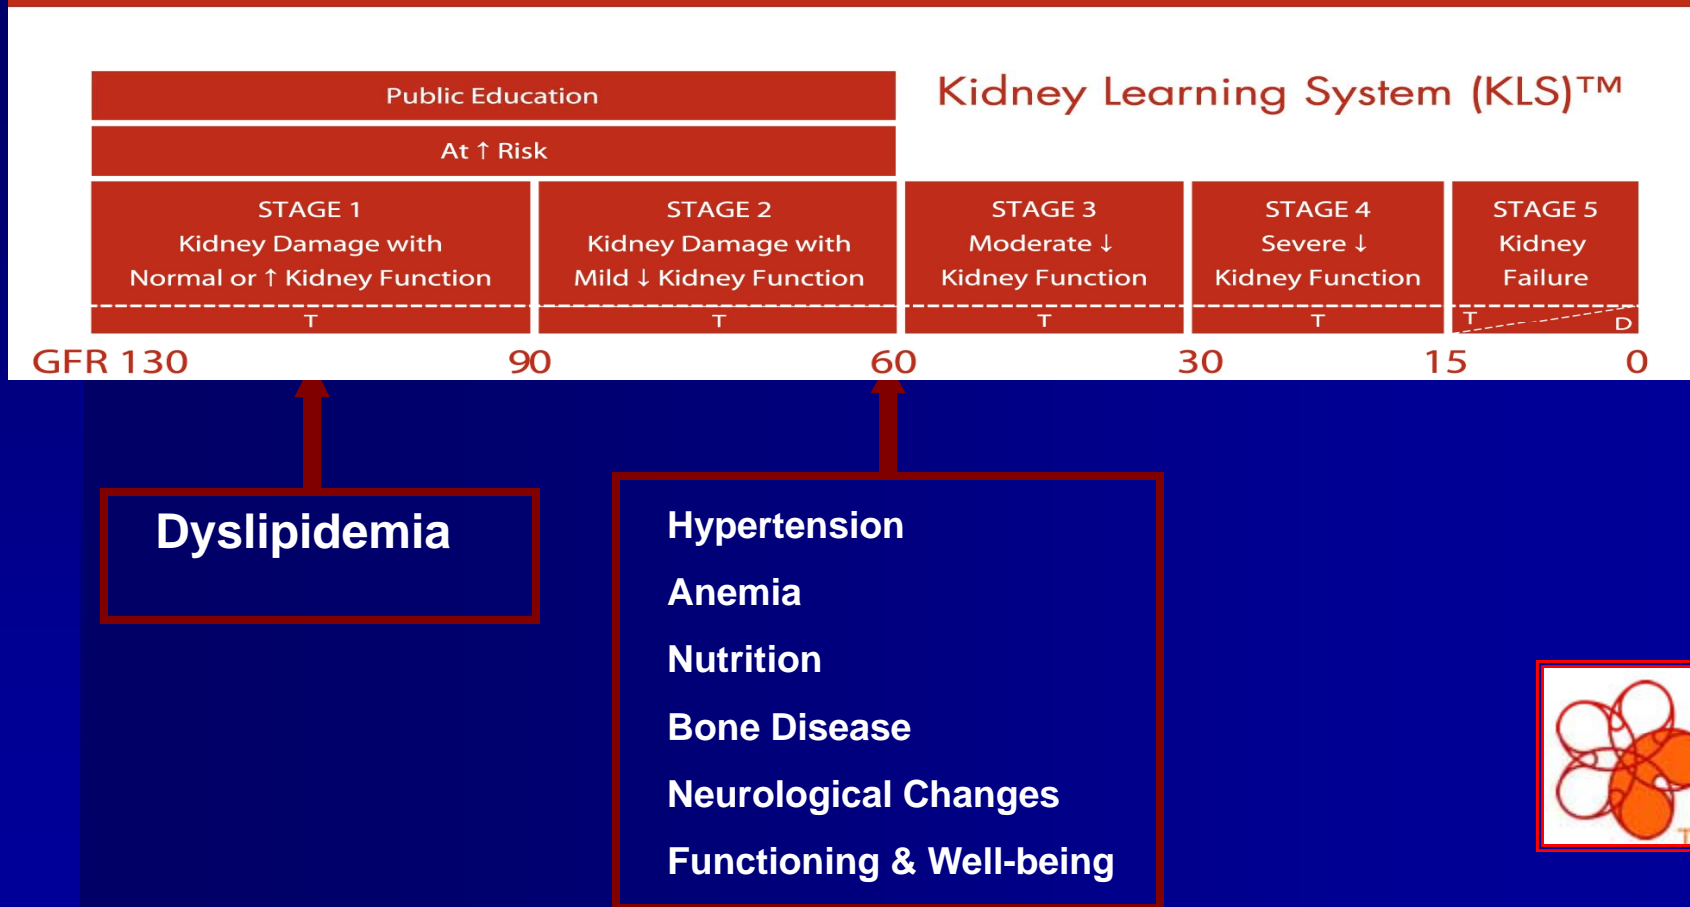 Kidney Learning System (KLS)™
Public Education
At ↑ Risk
STAGE 1
Kidney Damage with
Normal or ↑ Kidney Function
T
STAGE 2
Kidney Damage with
Mild ↓ Kidney Function
T
STAGE 3
Moderate ↓
Kidney Function
T
STAGE 4
Severe ↓
Kidney Function
T
STAGE 5
Kidney
Failure
T
D
GFR 130 90 60 30 15 0
Dyslipidemia
Hypertension
Anemia
Nutrition
Bone Disease
Neurological Changes
Functioning & Well-being